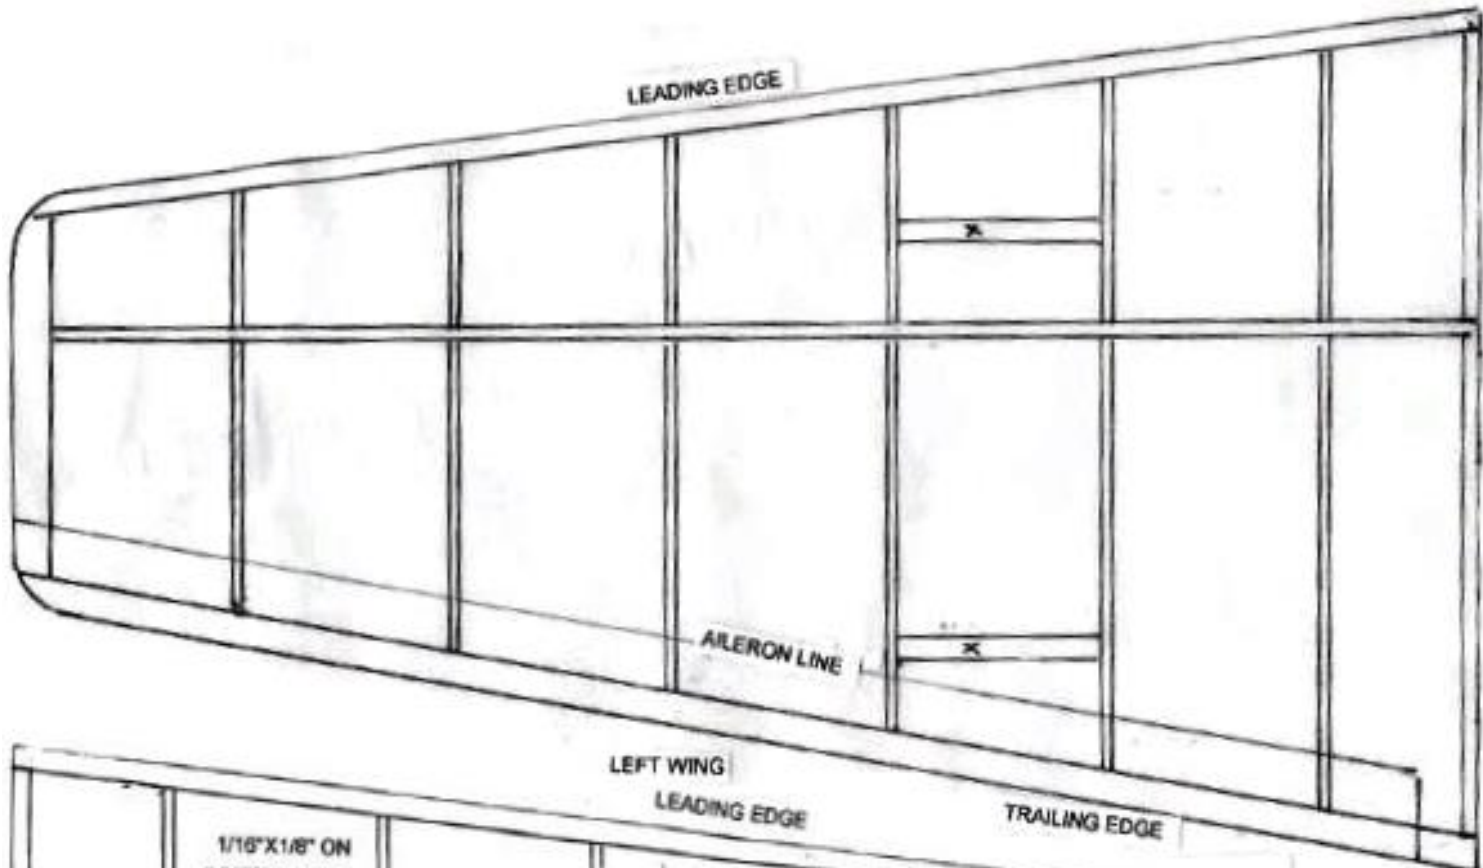 LEADING EDGE
x
AILERON LINE
x
LEFT WING
LEADING EDGE
TRAILING EDGE
1/16"X1/8" ON